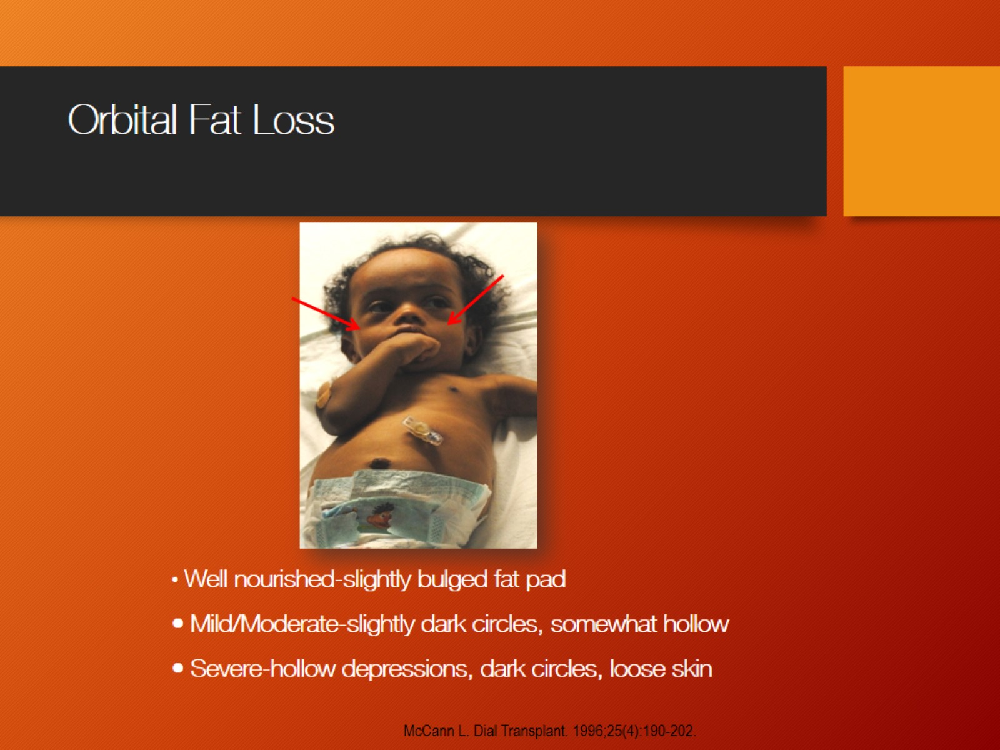 Orbital Fat Loss
• Well nourished-slightly bulged fat pad
• Mild/Moderate-slightly dark circles, somewhat hollow
• Severe-hollow depressions, dark circles, loose skin
McCann L. Dial Transplant. 1996;25(4):190-202.